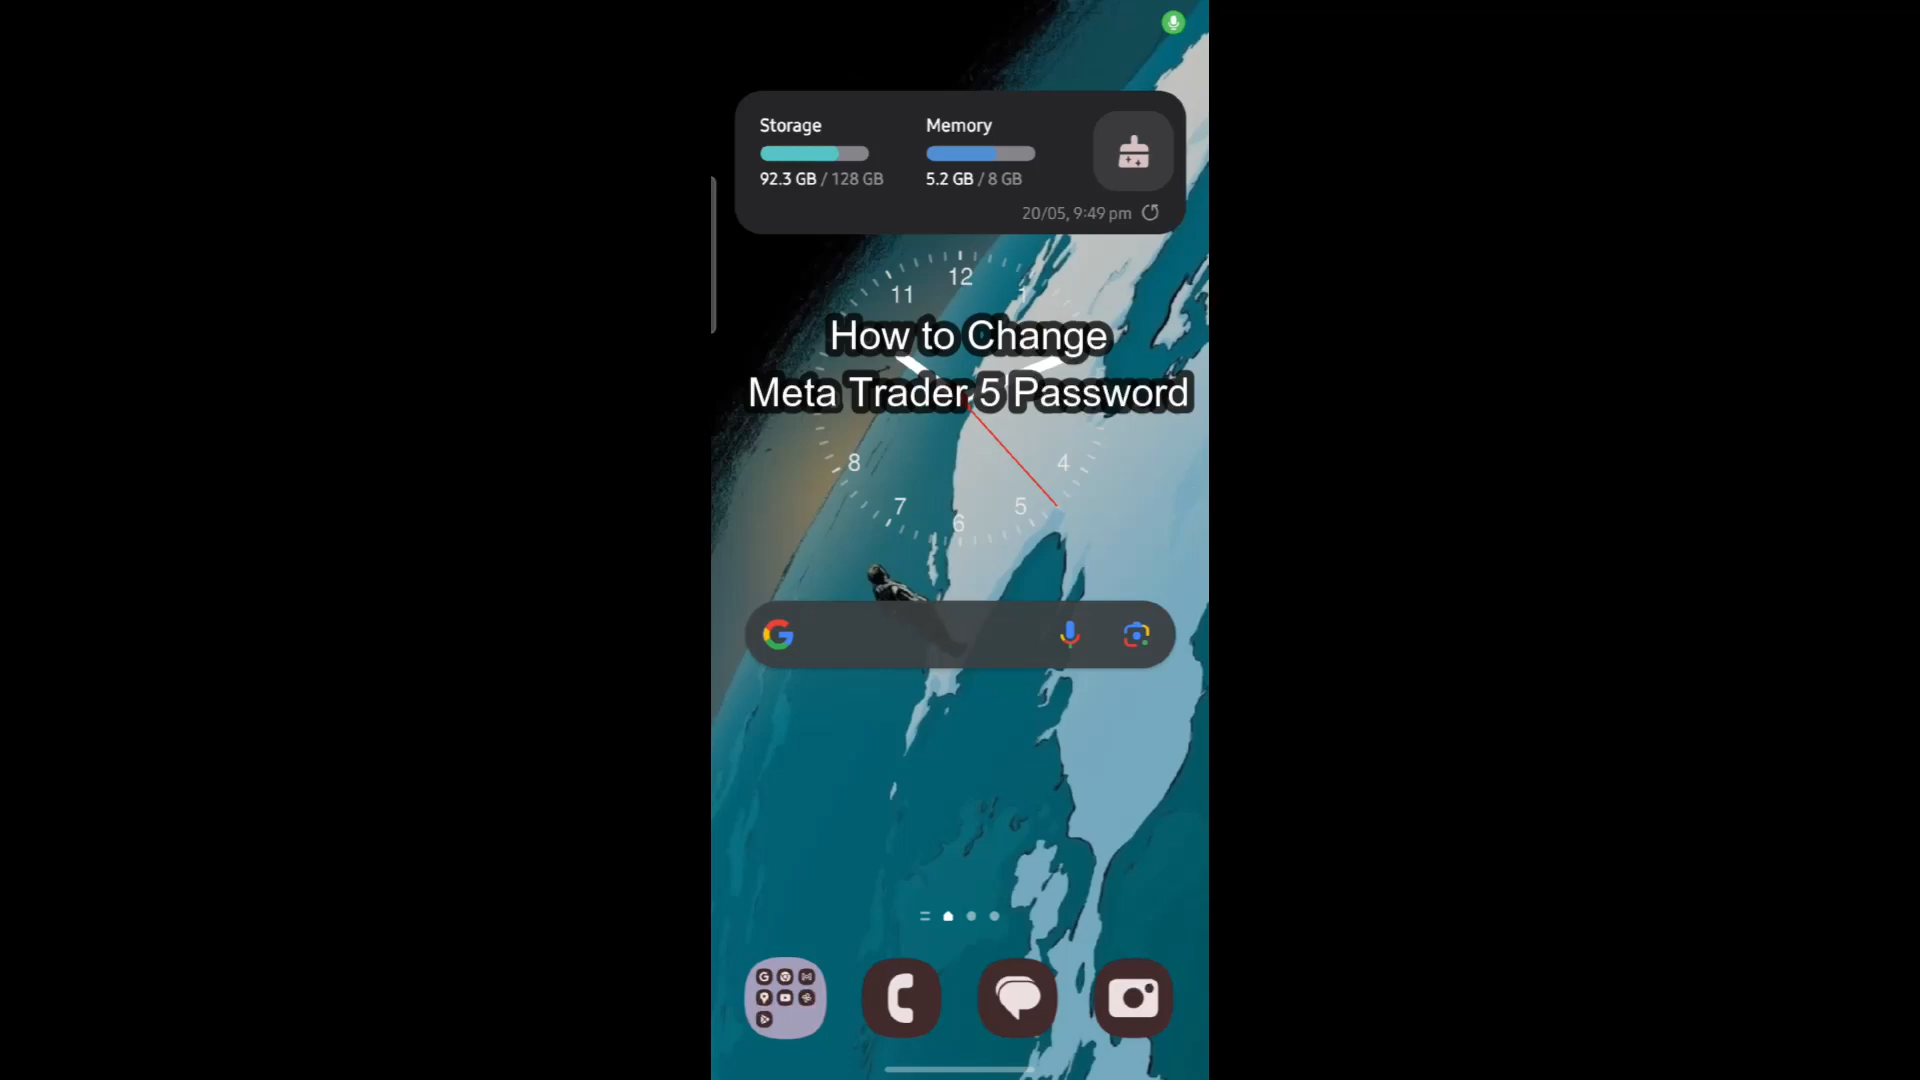 Storage
Memory
92.3 GB / 128 GB
5.2 GB / 8 GB
20/05, 9:49 pm
12
11
1
How to Change
Meta Trader 5 Password
8
4
7
5
6
G